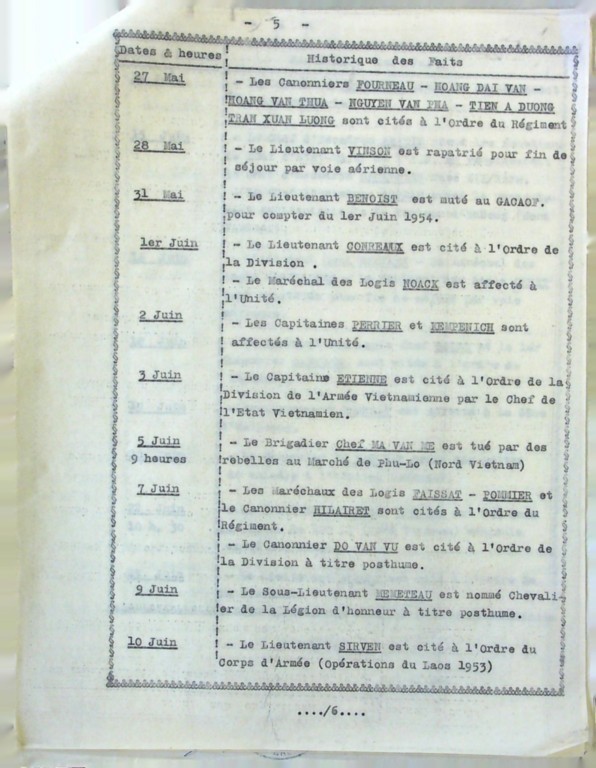 - 5 -
Dates & heures Historique des Faits
27 Mai - Les Canonniers FOURNEAU - HOANG DAI VAN -
HOANG VAN THUA - NGUYEN VAN PHA - TIEN A DUONG
TRAN XUAN LUONG sont cités à l'Ordre du Régiment
28 Mai - Le Lieutenant VINSON est rapatrié pour fin de
séjour par voie aérienne.
31 Mai - Le Lieutenant BENOIST est muté au GACAOF.
pour compter du 1er Juin 1954.
1er Juin - Le Lieutenant CONREAUX est cité à l'Ordre de
la Division .
- Le Maréchal des Logis NOACK est affecté à
l'Unité.
2 Juin - Les Capitaines PERRIER et KEMPENICH sont
affectés à l'Unité.
3 Juin - Le Capitaine ETIENNE est cité à l'Ordre de la
Division de l'Armée Vietnamienne par le Chef de
l'Etat Vietnamien.
5 Juin - Le Brigadier Chef MA VAN ME est tué par des
9 heures rebelles au Marché de Phu-Lo (Nord Vietnam)
7 Juin - Les Maréchaux des Logis FAISSAT - POMMIER et
le Canonnier HILAIRET sont cités à l'Ordre du
Régiment.
- Le Canonnier DO VAN VU est cité à l'Ordre de
la Division à titre posthume.
9 Juin - Le Sous-Lieutenant MEMETEAU est nommé Chevali-
er de la Légion d'honneur à titre posthume.
10 Juin - Le Lieutenant SIRVEN est cité à l'Ordre du
Corps d'Armée (Opérations du Laos 1953)
..../6....